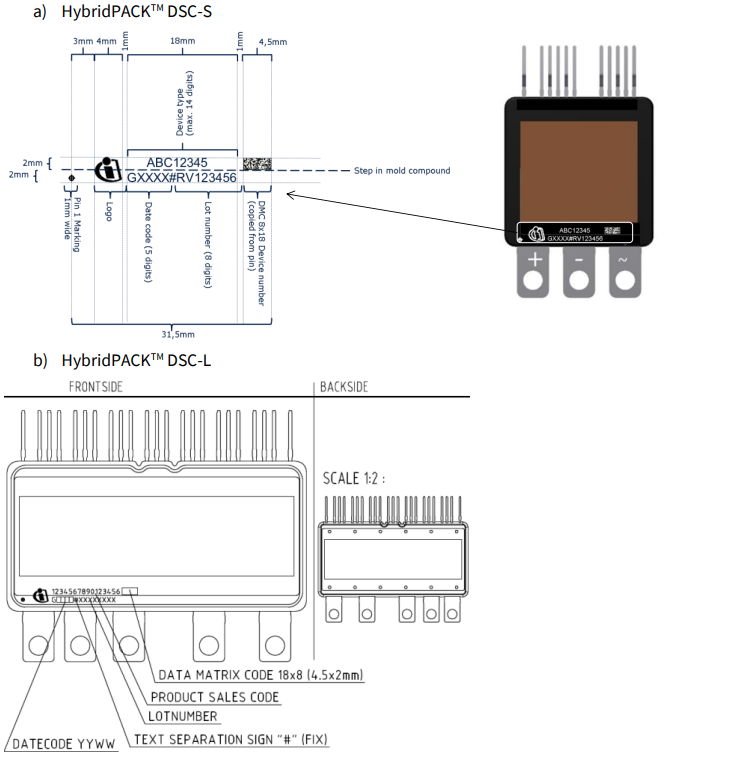 a) HybridPACK™ DSC-S
3mm 4mm 1mm 18mm 1mm 4,5mm
Device type
(max. 14 digits)
2mm
2mm
ABC12345
GXXXX#RV123456
Step in mold compound
Pin 1 Marking
1mm wide
Logo
Date code (5 digits)
Lot number (8 digits)
DMC 8x18 Device number
(copied from pin)
31,5mm
ABC12345
GXXXX#RV123456
+ - ~
b) HybridPACK™ DSC-L
FRONTSIDE
BACKSIDE
SCALE 1:2 :
1234567890123456
G□□□□#XXXXXXXX
DATA MATRIX CODE 18x8 (4.5x2mm)
PRODUCT SALES CODE
LOTNUMBER
TEXT SEPARATION SIGN "#" (FIX)
DATECODE YYWW